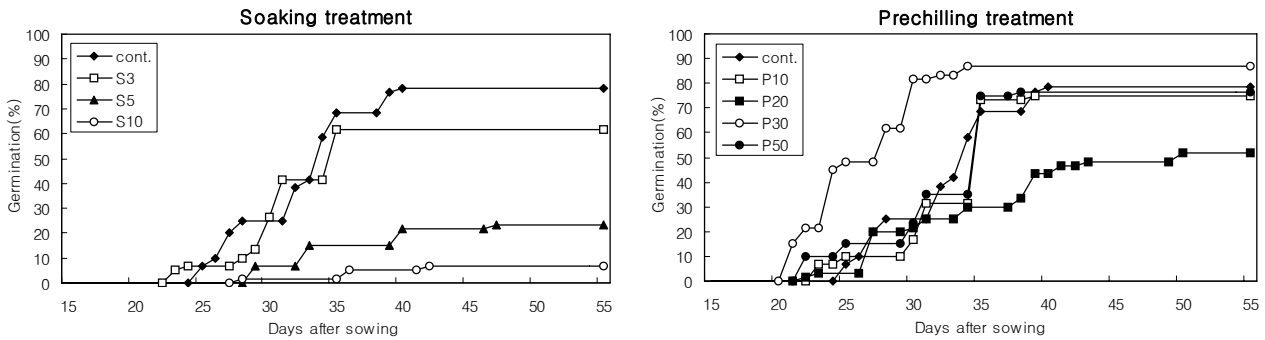 Soaking treatment
Germination(%)
100
90
80
70
60
50
40
30
20
10
0
cont.
S3
S5
S10
15 20 25 30 35 40 45 50 55
Days after sowing
Prechilling treatment
Germination(%)
100
90
80
70
60
50
40
30
20
10
0
cont.
P10
P20
P30
P50
15 20 25 30 35 40 45 50 55
Days after sowing